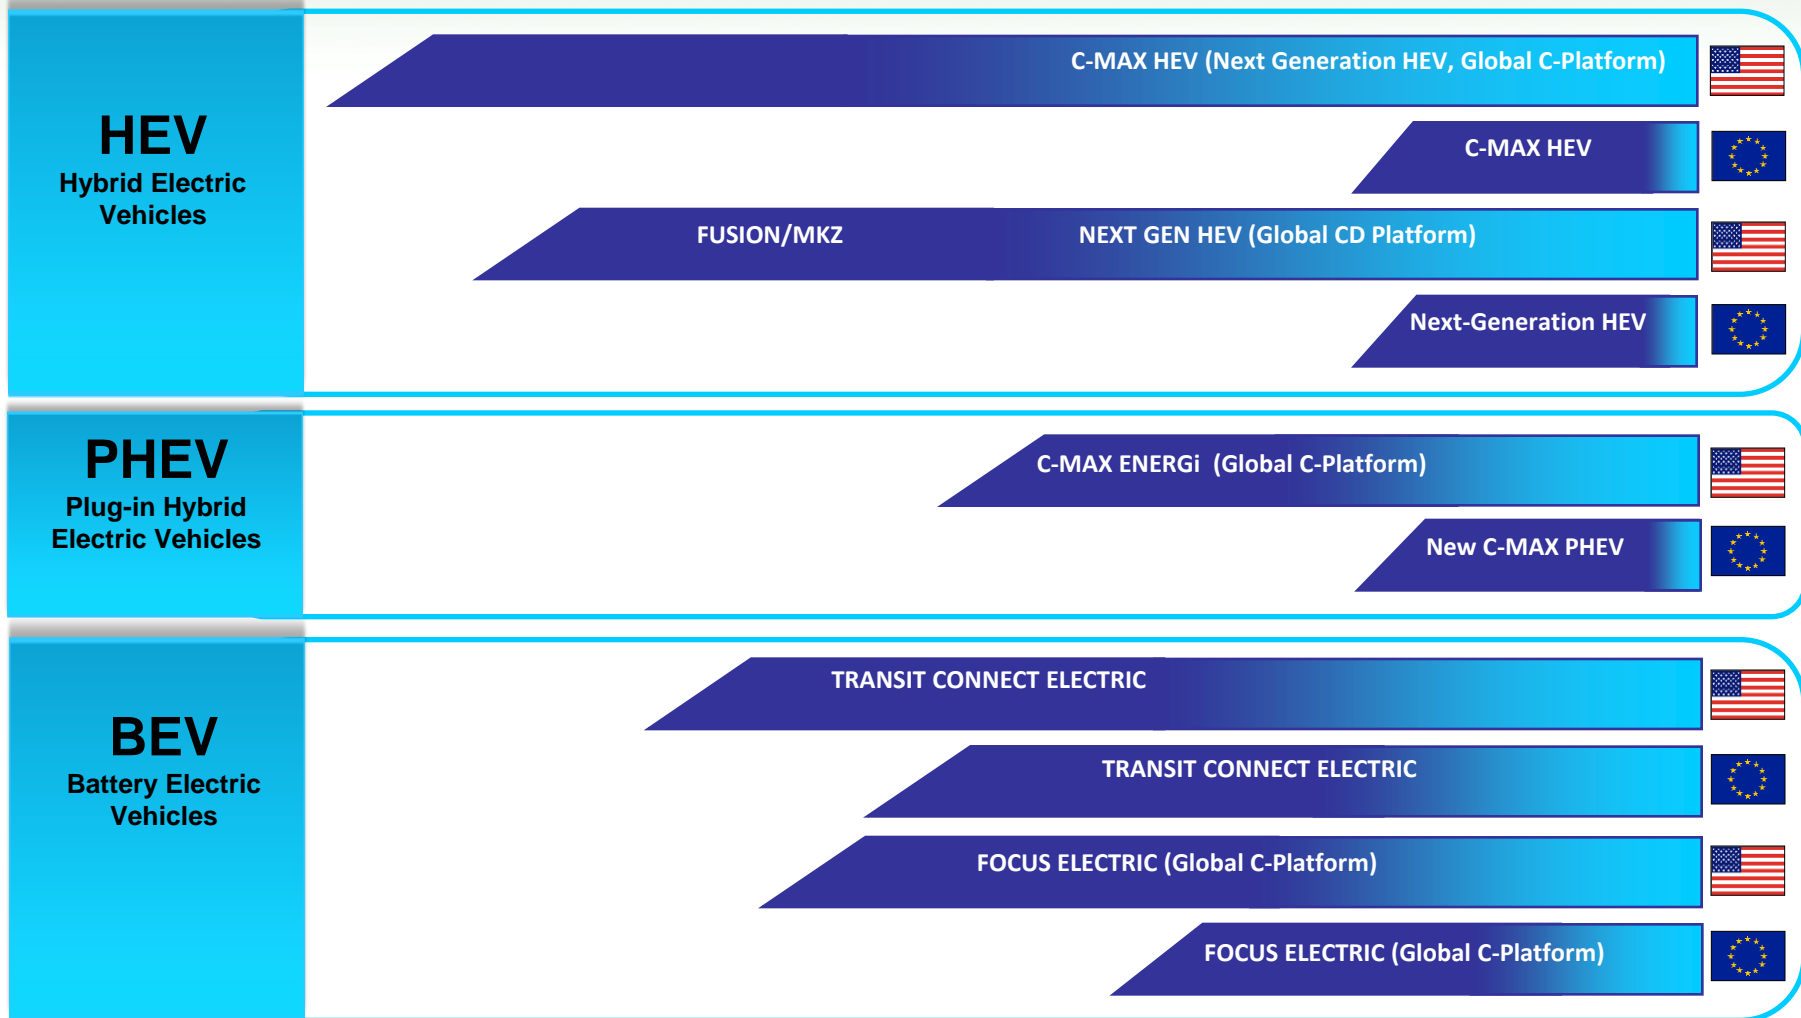 HEV
Hybrid Electric
Vehicles
C-MAX HEV (Next Generation HEV, Global C-Platform)
C-MAX HEV
FUSION/MKZ NEXT GEN HEV (Global CD Platform)
Next-Generation HEV
PHEV
Plug-in Hybrid
Electric Vehicles
C-MAX ENERGi (Global C-Platform)
New C-MAX PHEV
BEV
Battery Electric
Vehicles
TRANSIT CONNECT ELECTRIC
TRANSIT CONNECT ELECTRIC
FOCUS ELECTRIC (Global C-Platform)
FOCUS ELECTRIC (Global C-Platform)